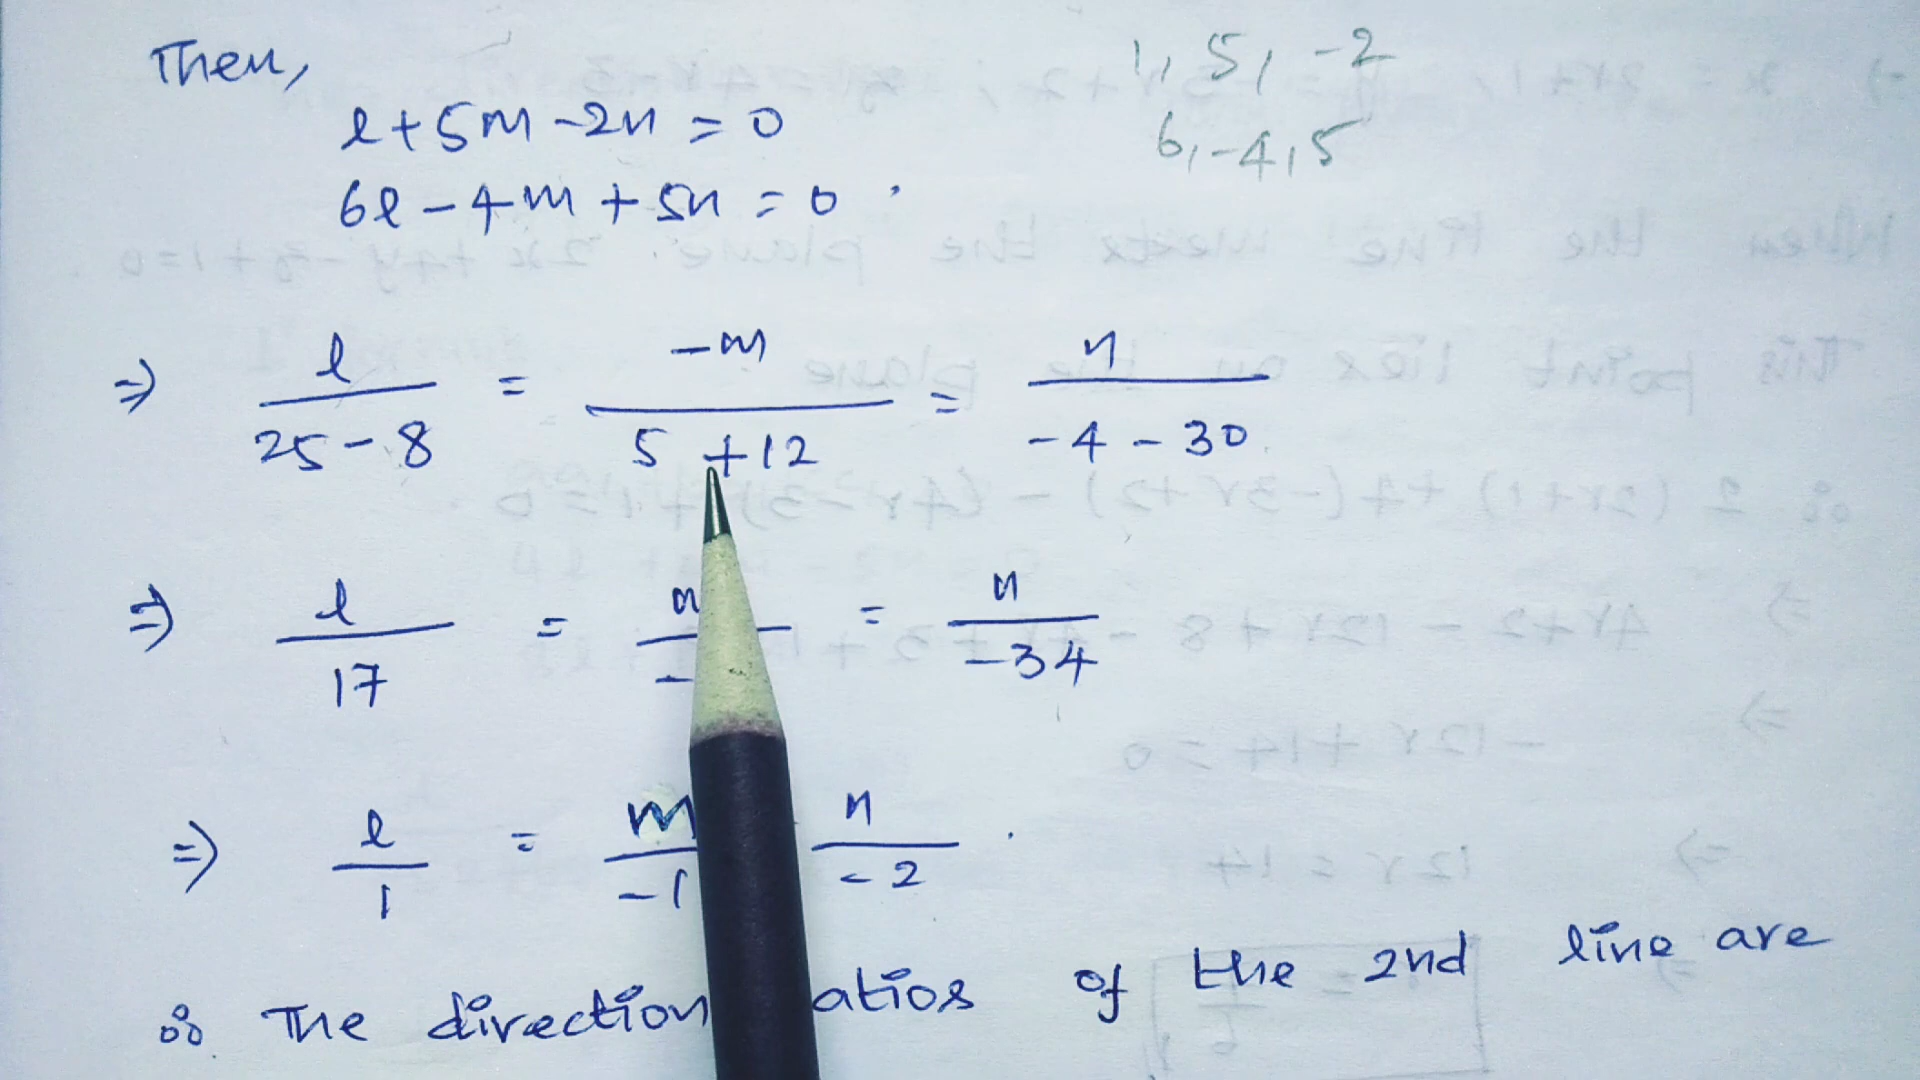 Then, 1, 5, -2
l + 5m - 2n = 0
6, -4, 5
6l - 4m + 5n = 0.
⇒ l/(25 - 8) = -m/(5 + 12) = n/(-4 - 30)
⇒ l/17 = = n/-34
⇒ l/1 = m/-1 n/-2.
∴ The direction of the 2nd line are